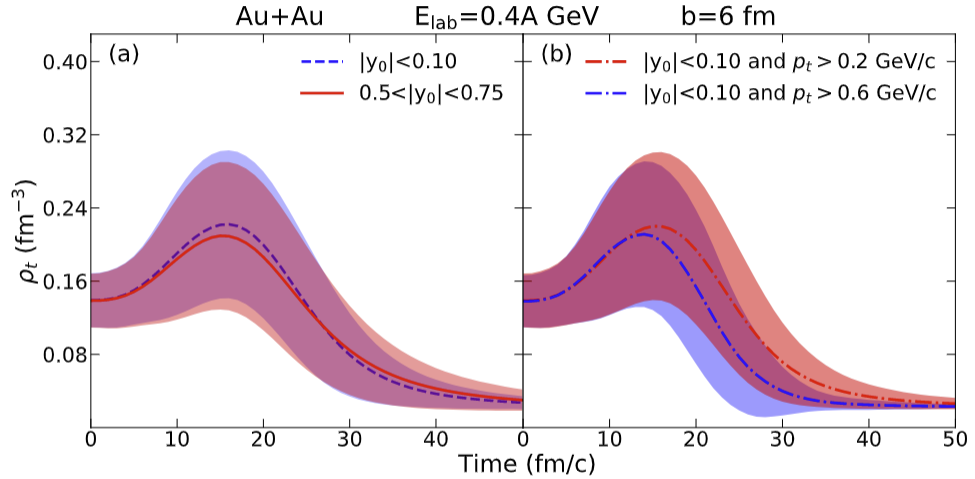 Au+Au E_lab=0.4A GeV b=6 fm
(a)
|y₀|<0.10
0.5<|y₀|<0.75
(b)
|y₀|<0.10 and pₜ > 0.2 GeV/c
|y₀|<0.10 and pₜ > 0.6 GeV/c
ρₜ (fm⁻³)
0.40
0.32
0.24
0.16
0.08
0 10 20 30 40 0 10 20 30 40 50
Time (fm/c)